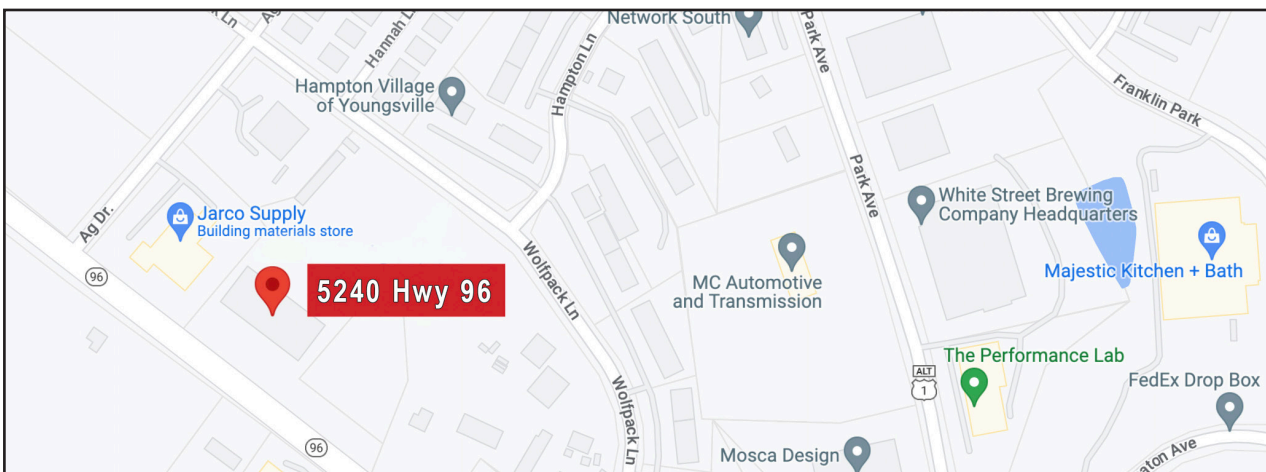 Network South
Park Ave
Hannah L
Hampton Ln
Hampton Village
of Youngsville
Franklin Park
Park Ave
White Street Brewing
Company Headquarters
Jarco Supply
Building materials store
Ag Dr.
96
5240 Hwy 96
Wolfpack Ln
MC Automotive
and Transmission
Majestic Kitchen + Bath
The Performance Lab
ALT
1
FedEx Drop Box
Wolfpack Ln
96
Mosca Design
aton Ave